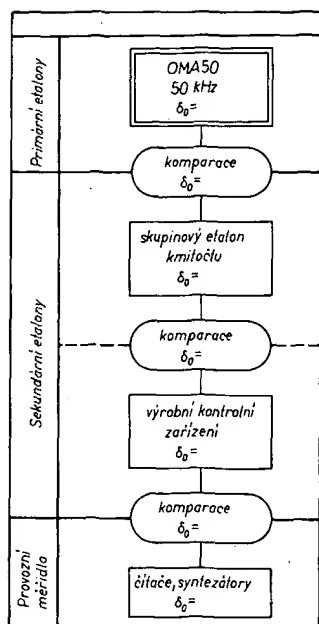 Primární etalony
OMA50
50 kHz
δ₀=
komparace
δ₀=
Sekundární etalony
skupinový etalon
kmitočtu
δ₀=
komparace
δ₀=
výrobní kontrolní
zařízení
δ₀=
komparace
δ₀=
Provozní
měřidla
čítače, syntezátory
δ₀=